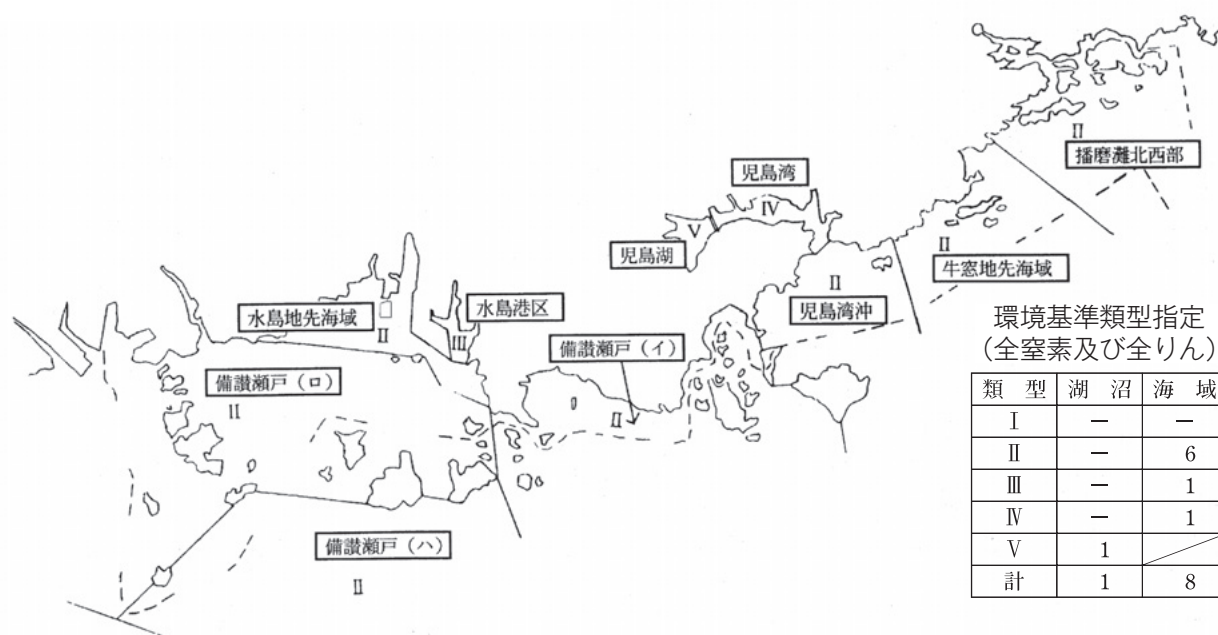 Ⅱ
播磨灘北西部
児島湾
Ⅳ
Ⅴ
児島湖
Ⅱ
牛窓地先海域
Ⅱ
児島湾沖
水島地先海域
Ⅱ
水島港区
Ⅲ
備讃瀬戸（イ）
Ⅱ
備讃瀬戸（ロ）
Ⅱ
備讃瀬戸（ハ）
Ⅱ
環境基準類型指定
（全窒素及び全りん）
類 型 湖 沼 海 域
Ⅰ － －
Ⅱ － 6
Ⅲ － 1
Ⅳ － 1
Ⅴ 1
計 1 8